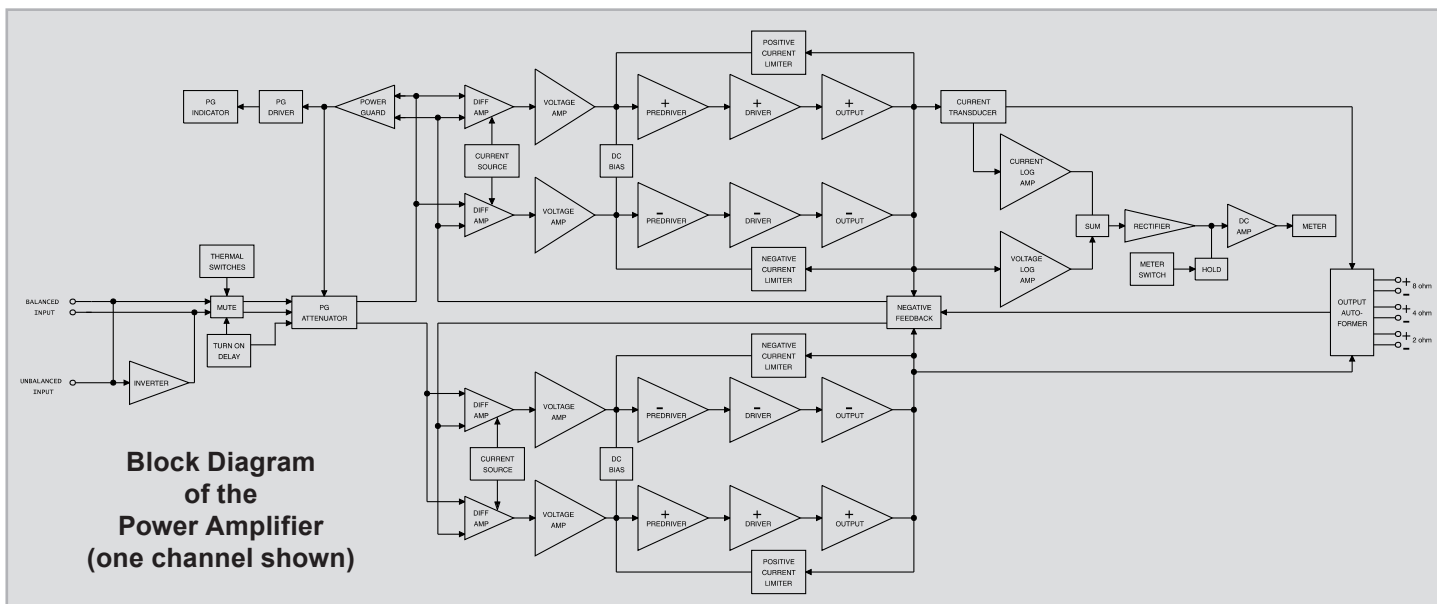 POSITIVE
CURRENT
LIMITER
PG
INDICATOR
PG
DRIVER
POWER
GUARD
DIFF
AMP
VOLTAGE
AMP
+
PREDRIVER
+
DRIVER
+
OUTPUT
CURRENT
TRANSDUCER
CURRENT
SOURCE
DC
BIAS
CURRENT
LOG
AMP
DIFF
AMP
VOLTAGE
AMP
-
PREDRIVER
-
DRIVER
-
OUTPUT
SUM
RECTIFIER
DC
AMP
METER
THERMAL
SWITCHES
NEGATIVE
CURRENT
LIMITER
VOLTAGE
LOG
AMP
METER
SWITCH
HOLD
BALANCED
INPUT
MUTE
PG
ATTENUATOR
NEGATIVE
FEEDBACK
OUTPUT
AUTO-
FORMER
+
8 ohm
-
+
4 ohm
-
+
2 ohm
-
TURN ON
DELAY
UNBALANCED
INPUT
INVERTER
NEGATIVE
CURRENT
LIMITER
DIFF
AMP
VOLTAGE
AMP
-
PREDRIVER
-
DRIVER
-
OUTPUT
CURRENT
SOURCE
DC
BIAS
DIFF
AMP
VOLTAGE
AMP
+
PREDRIVER
+
DRIVER
+
OUTPUT
POSITIVE
CURRENT
LIMITER
Block Diagram
of the
Power Amplifier
(one channel shown)